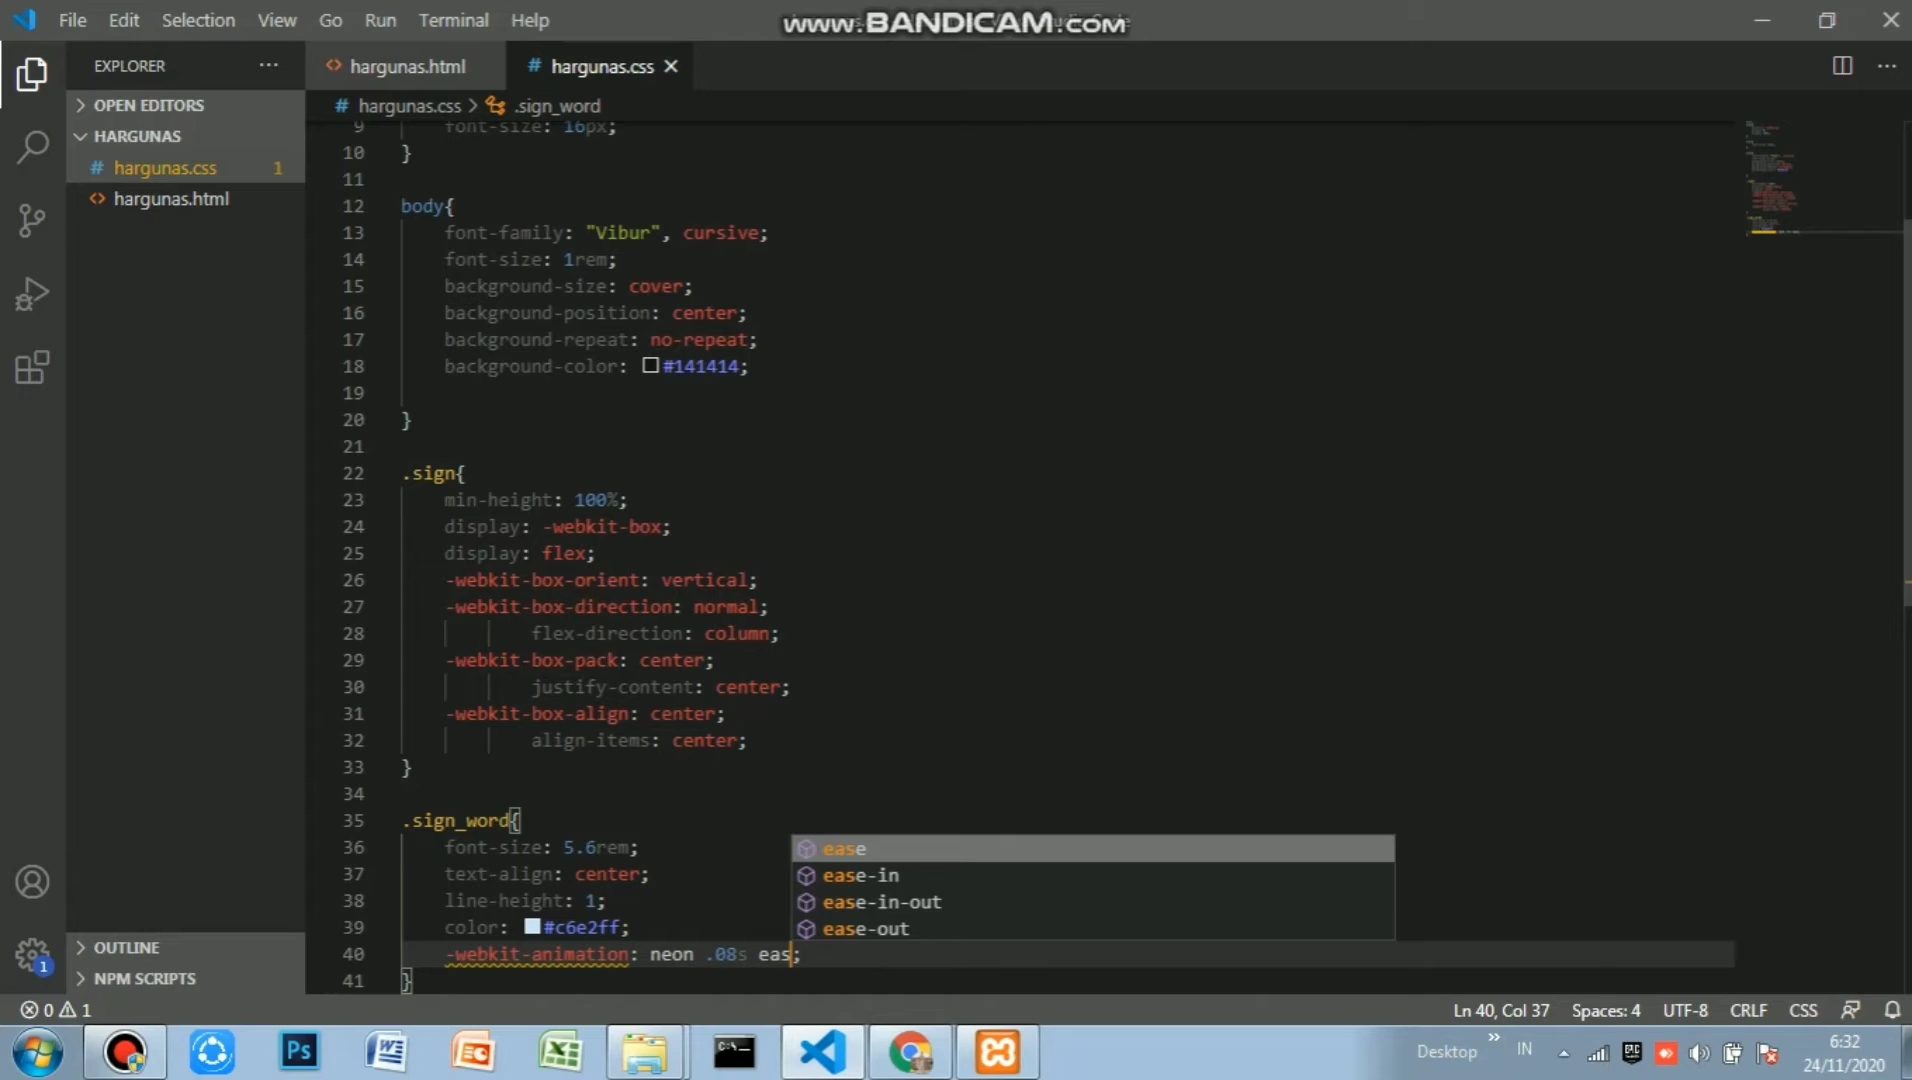 File Edit Selection View Go Run Terminal Help
www.BANDICAM.com
EXPLORER
OPEN EDITORS
HARGUNAS
# hargunas.css 1
<> hargunas.html
OUTLINE
NPM SCRIPTS
<> hargunas.html
# hargunas.css
# hargunas.css > .sign_word
9 font-size: 16px;
10 }
11
12 body{
13 font-family: "Vibur", cursive;
14 font-size: 1rem;
15 background-size: cover;
16 background-position: center;
17 background-repeat: no-repeat;
18 background-color: #141414;
19
20 }
21
22 .sign{
23 min-height: 100%;
24 display: -webkit-box;
25 display: flex;
26 -webkit-box-orient: vertical;
27 -webkit-box-direction: normal;
28 flex-direction: column;
29 -webkit-box-pack: center;
30 justify-content: center;
31 -webkit-box-align: center;
32 align-items: center;
33 }
34
35 .sign_word{
36 font-size: 5.6rem;
37 text-align: center;
38 line-height: 1;
39 color: #c6e2ff;
40 -webkit-animation: neon .08s eas;
41 }
ease
ease-in
ease-in-out
ease-out
1
0 1
Ln 40, Col 37 Spaces: 4 UTF-8 CRLF CSS
Ps
Desktop
IN
6:32
24/11/2020